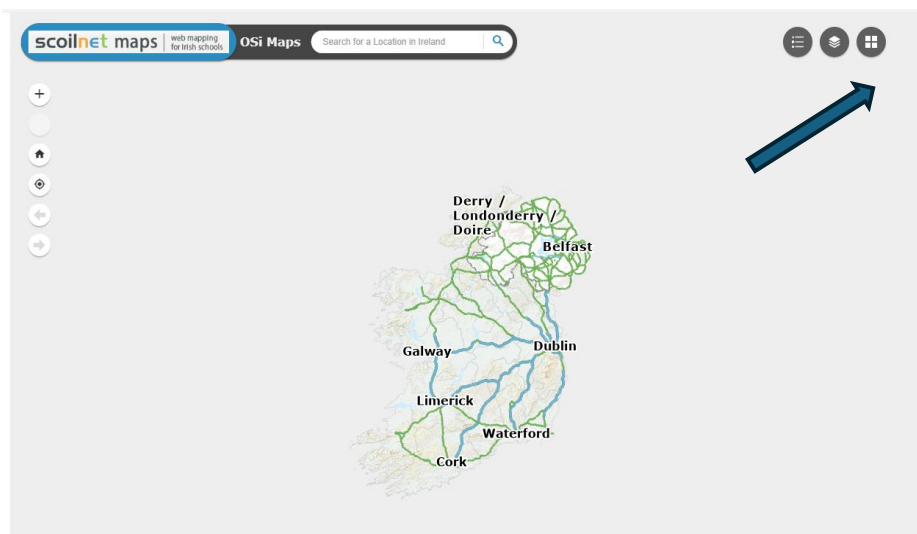 scoilnet maps
web mapping
for Irish schools
OSi Maps
Search for a Location in Ireland
Derry /
Londonderry /
Doire
Belfast
Galway
Dublin
Limerick
Waterford
Cork